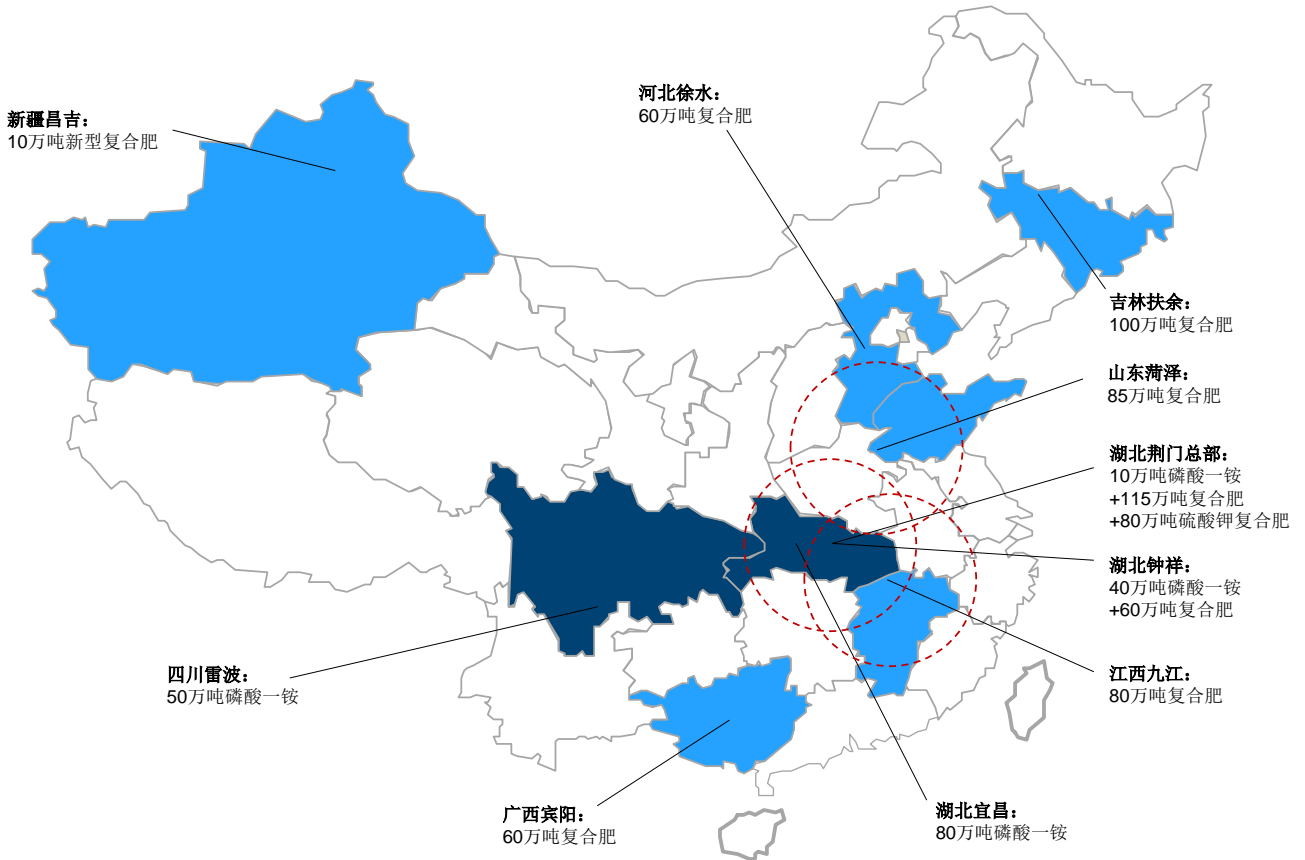 新疆昌吉：
10万吨新型复合肥
河北徐水：
60万吨复合肥
吉林扶余：
100万吨复合肥
山东菏泽：
85万吨复合肥
湖北荆门总部：
10万吨磷酸一铵
+115万吨复合肥
+80万吨硫酸钾复合肥
湖北钟祥：
40万吨磷酸一铵
+60万吨复合肥
江西九江：
80万吨复合肥
四川雷波：
50万吨磷酸一铵
广西宾阳：
60万吨复合肥
湖北宜昌：
80万吨磷酸一铵